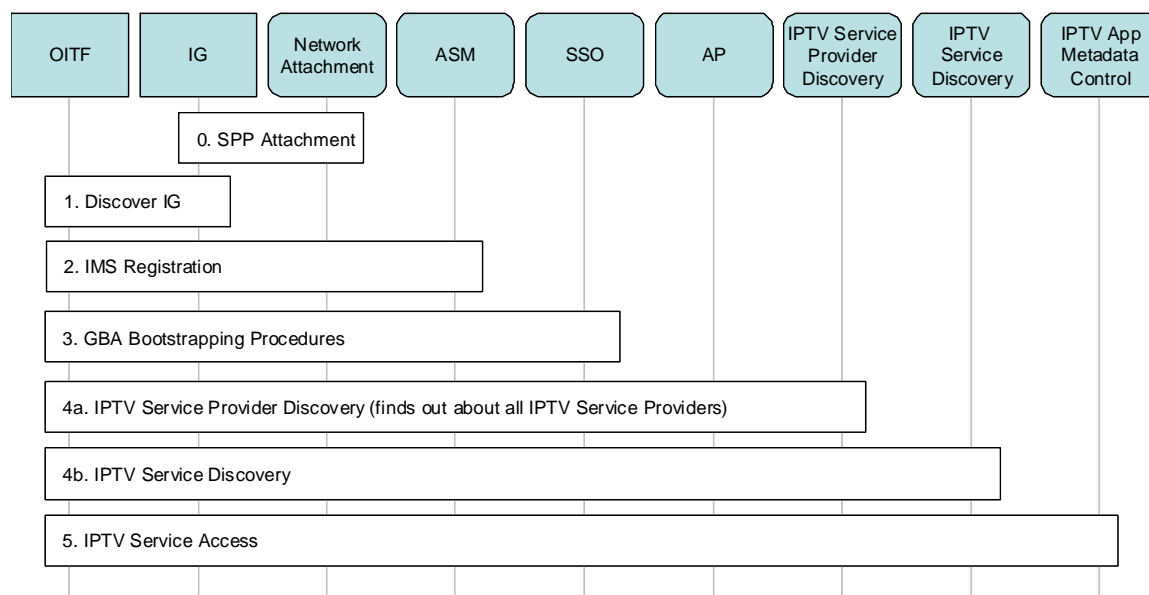 OITF
IG
Network
Attachment
ASM
SSO
AP
IPTV Service
Provider
Discovery
IPTV
Service
Discovery
IPTV App
Metadata
Control
0. SPP Attachment
1. Discover IG
2. IMS Registration
3. GBA Bootstrapping Procedures
4a. IPTV Service Provider Discovery (finds out about all IPTV Service Providers)
4b. IPTV Service Discovery
5. IPTV Service Access